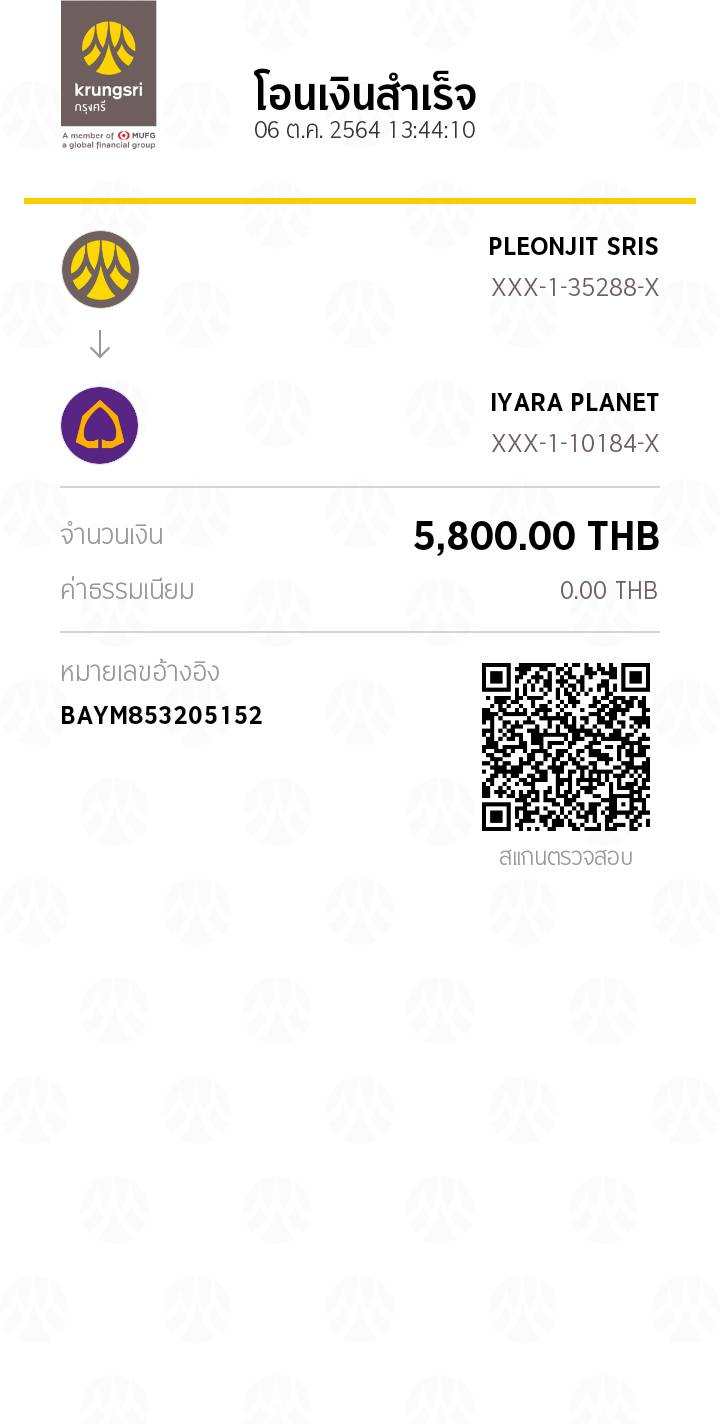 krungsri
กรุงศรี
A member of MUFG
a global financial group
โอนเงินสำเร็จ
06 ต.ค. 2564 13:44:10
PLEONJIT SRIS
XXX-1-35288-X
IYARA PLANET
XXX-1-10184-X
จำนวนเงิน 5,800.00 THB
ค่าธรรมเนียม 0.00 THB
หมายเลขอ้างอิง
BAYM853205152
สแกนตรวจสอบ